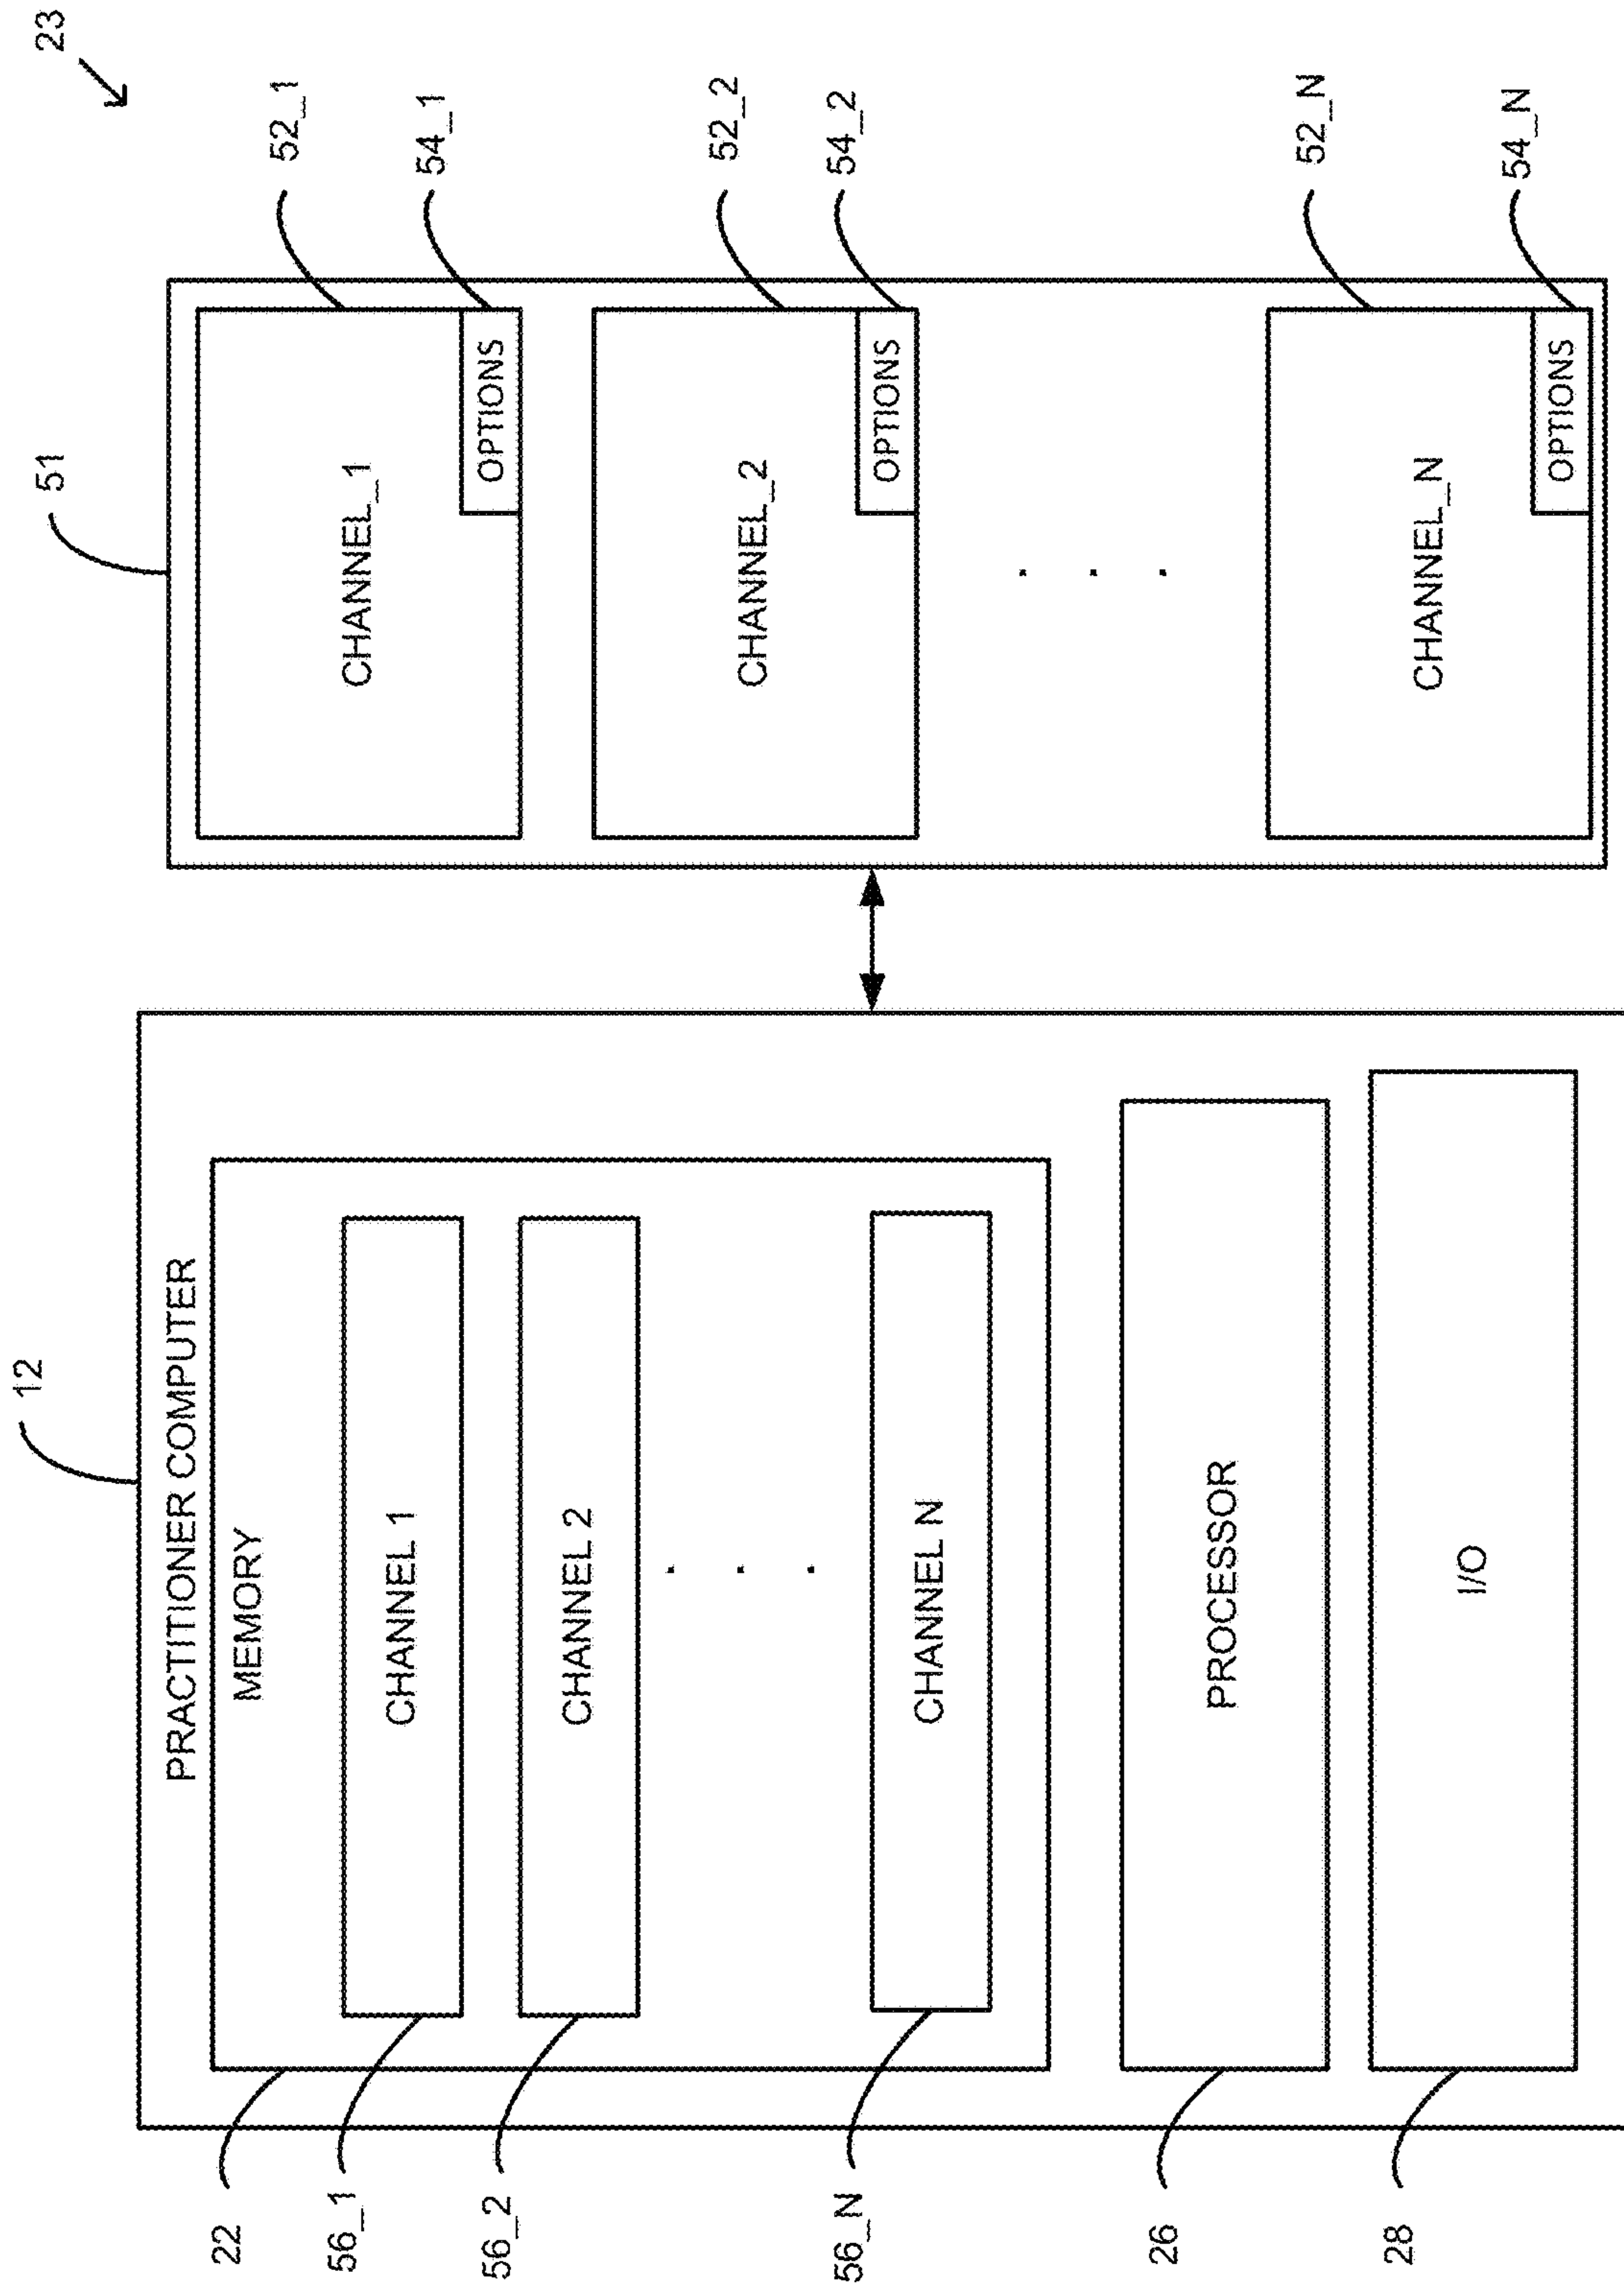 23
12
PRACTITIONER COMPUTER
MEMORY
22
CHANNEL 1
56_1
CHANNEL 2
56_2
. . .
CHANNEL N
56_N
PROCESSOR
26
I/O
28
51
CHANNEL_1
52_1
OPTIONS
54_1
CHANNEL_2
52_2
OPTIONS
54_2
. . .
CHANNEL_N
52_N
OPTIONS
54_N